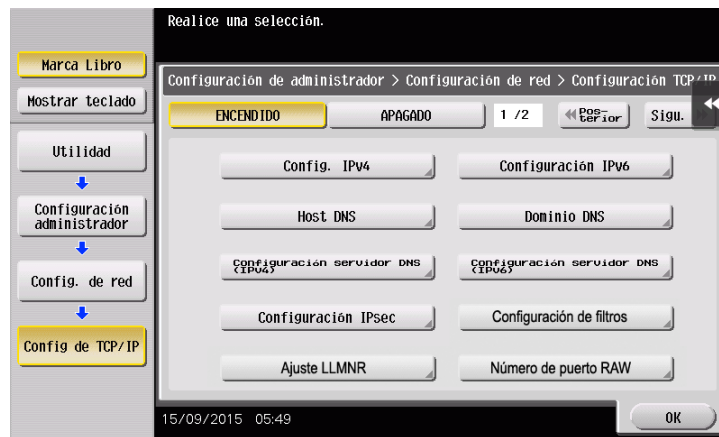 Realice una selección.
Marca Libro
Mostrar teclado
Utilidad
Configuración
administrador
Config. de red
Config de TCP/IP
Configuración de administrador > Configuración de red > Configuración TCP/IP
ENCENDIDO APAGADO 1 /2 Pos-
terior Sigu.
Config. IPv4 Configuración IPv6
Host DNS Dominio DNS
Configuración servidor DNS
(IPv4)
Configuración servidor DNS
(IPv6)
Configuración IPsec Configuración de filtros
Ajuste LLMNR Número de puerto RAW
15/09/2015 05:49 OK